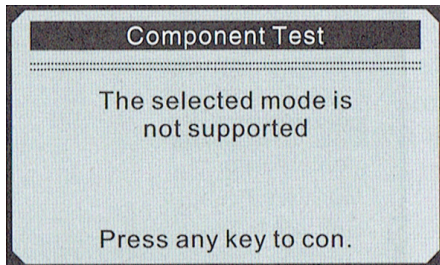 Component Test
The selected mode is
not supported
Press any key to con.